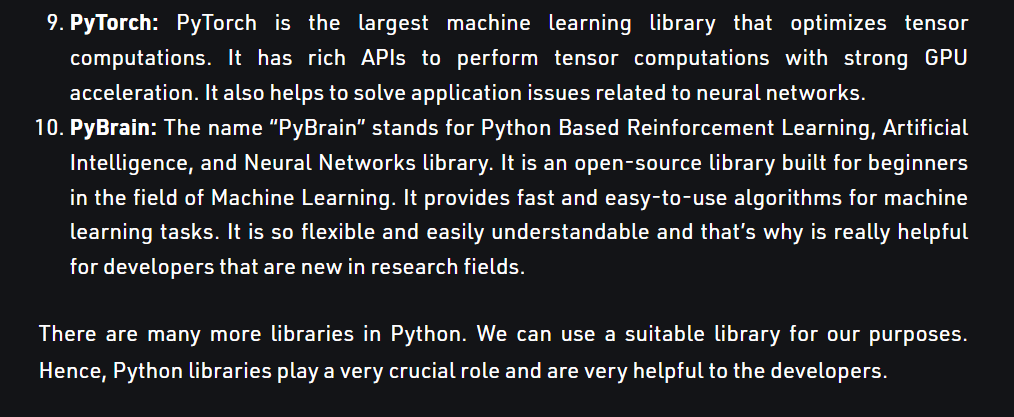 9. PyTorch: PyTorch is the largest machine learning library that optimizes tensor
computations. It has rich APIs to perform tensor computations with strong GPU
acceleration. It also helps to solve application issues related to neural networks.
10. PyBrain: The name “PyBrain” stands for Python Based Reinforcement Learning, Artificial
Intelligence, and Neural Networks library. It is an open-source library built for beginners
in the field of Machine Learning. It provides fast and easy-to-use algorithms for machine
learning tasks. It is so flexible and easily understandable and that’s why is really helpful
for developers that are new in research fields.
There are many more libraries in Python. We can use a suitable library for our purposes.
Hence, Python libraries play a very crucial role and are very helpful to the developers.